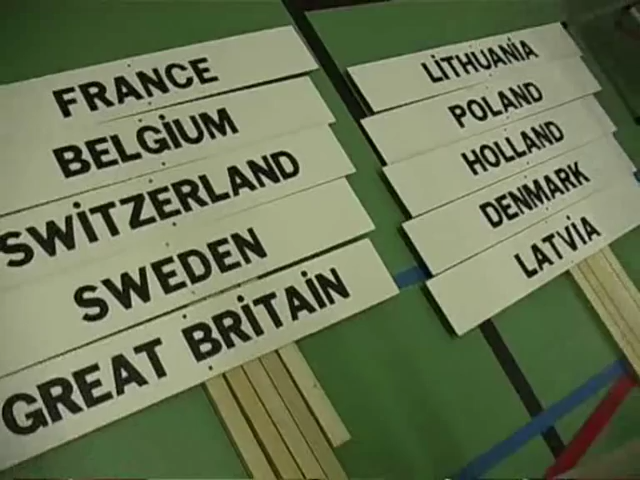 FRANCE
BELGiUM
SWiTZERLAND
SWEDEN
GREAT BRiTAiN
LiTHUANiA
POLAND
HOLLAND
DENMARK
LATViA